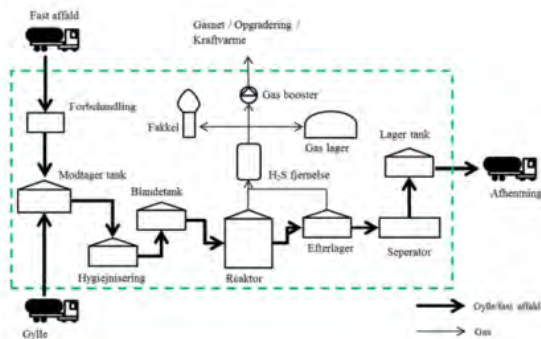 Fast affald
Gasnet / Opgradering /
Kraftvarme
Gas booster
Forbehandling
Fakkel
Gas lager
Lager tank
Modtager tank
H₂S fjernelse
Blandetank
Afhentning
Hygiejnisering
Reaktor
Efterlager
Seperator
Gylle/fast affald
Gas
Gylle